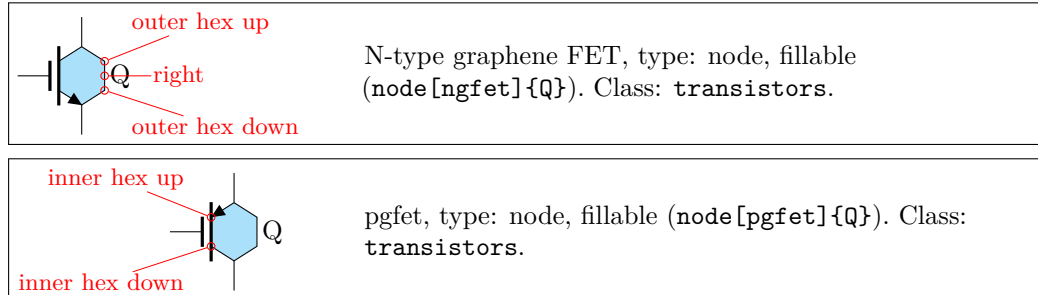 outer hex up
Q
right
outer hex down
N-type graphene FET, type: node, fillable
(node[ngfet]{Q}). Class: transistors.
inner hex up
Q
inner hex down
pgfet, type: node, fillable (node[pgfet]{Q}). Class:
transistors.